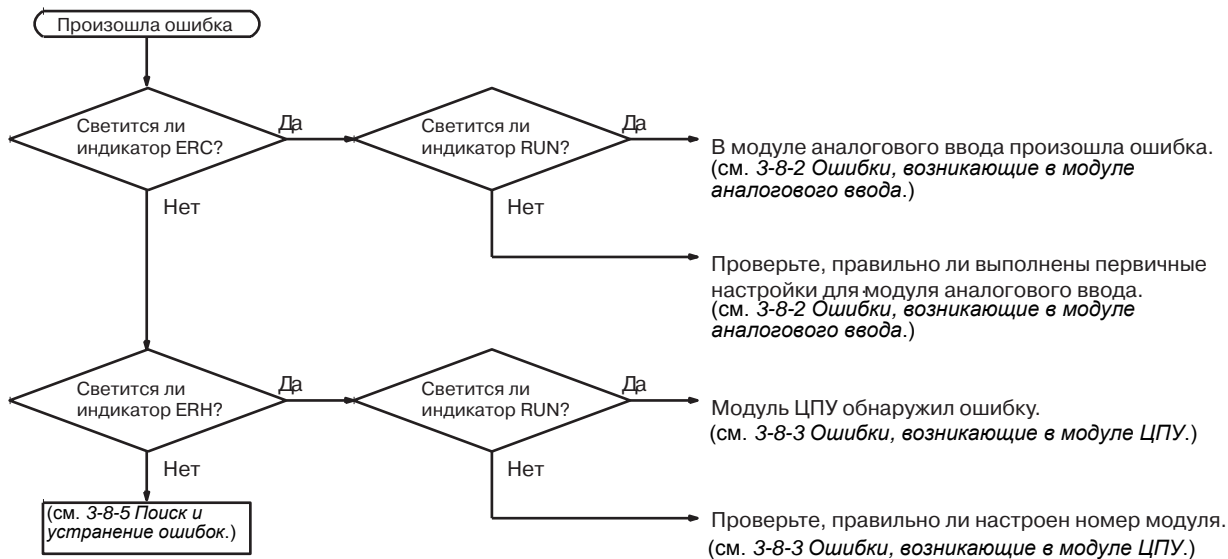 Произошла ошибка
Светится ли
индикатор ERC?
Да
Светится ли
индикатор RUN?
Да
В модуле аналогового ввода произошла ошибка.
(см. 3-8-2 Ошибки, возникающие в модуле
аналогового ввода.)
Нет
Нет
Проверьте, правильно ли выполнены первичные
настройки для модуля аналогового ввода.
(см. 3-8-2 Ошибки, возникающие в модуле
аналогового ввода.)
Светится ли
индикатор ERH?
Да
Светится ли
индикатор RUN?
Да
Модуль ЦПУ обнаружил ошибку.
(см. 3-8-3 Ошибки, возникающие в модуле ЦПУ.)
Нет
Нет
(см. 3-8-5 Поиск и
устранение ошибок.)
Проверьте, правильно ли настроен номер модуля.
(см. 3-8-3 Ошибки, возникающие в модуле ЦПУ.)